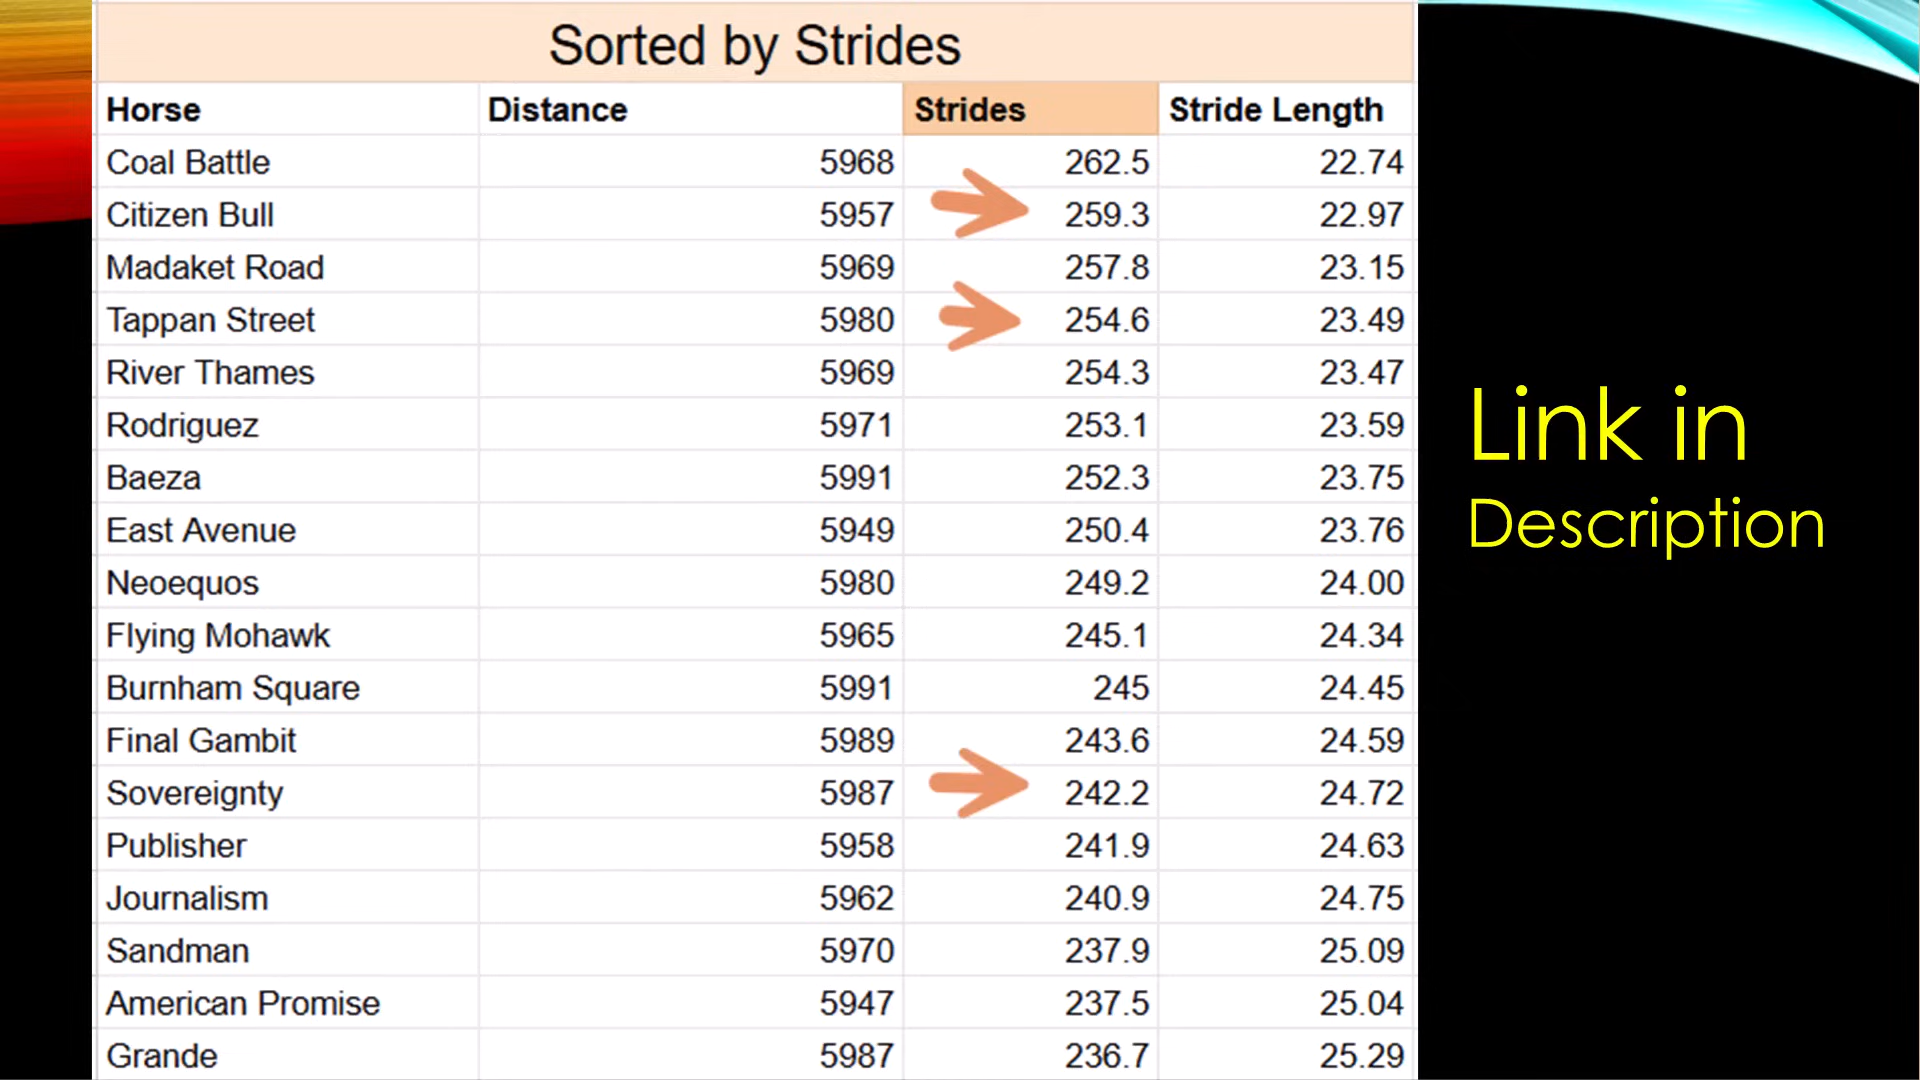 Sorted by Strides
Horse Distance Strides Stride Length
Coal Battle 5968 262.5 22.74
Citizen Bull 5957 259.3 22.97
Madaket Road 5969 257.8 23.15
Tappan Street 5980 254.6 23.49
River Thames 5969 254.3 23.47
Rodriguez 5971 253.1 23.59
Baeza 5991 252.3 23.75
East Avenue 5949 250.4 23.76
Neoequos 5980 249.2 24.00
Flying Mohawk 5965 245.1 24.34
Burnham Square 5991 245 24.45
Final Gambit 5989 243.6 24.59
Sovereignty 5987 242.2 24.72
Publisher 5958 241.9 24.63
Journalism 5962 240.9 24.75
Sandman 5970 237.9 25.09
American Promise 5947 237.5 25.04
Grande 5987 236.7 25.29
Link in
Description